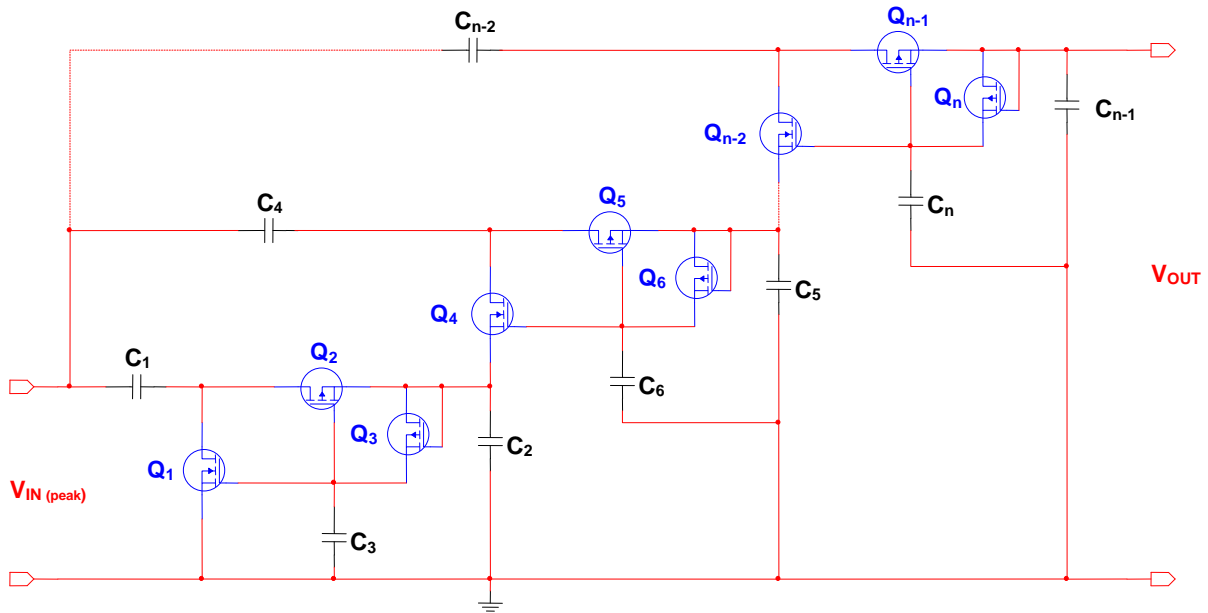 Cn-2
Qn-1
Qn
Cn-1
Qn-2
Cn
C4
Q5
Q6
C5
VOUT
Q4
C1
Q2
C6
Q3
C2
Q1
VIN (peak)
C3